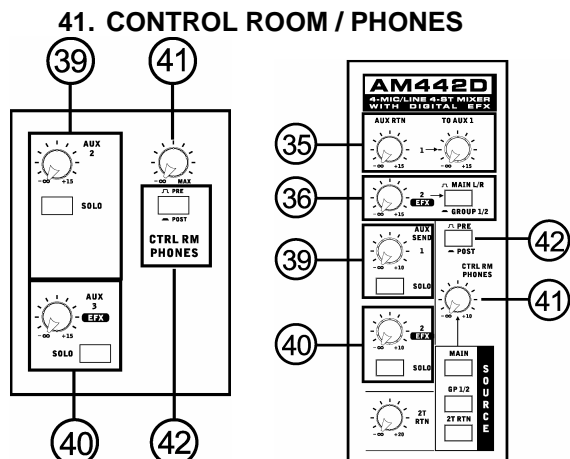 41. CONTROL ROOM / PHONES
39
41
AUX
2
-∞ +15
SOLO
-∞ MAX
PRE
POST
CTRL RM
PHONES
AUX
3
EFX
-∞ +15
SOLO
40
42
AM442D
4-MIC/LINE 4-ST MIXER
WITH DIGITAL EFX
35
AUX RTN TO AUX 1
1
-∞ +15 -∞ +15
36
2
EFX
MAIN L/R
GROUP 1/2
-∞ +15
39
AUX
SEND
1
-∞ +10
SOLO
PRE
POST
42
CTRL RM
PHONES
-∞ +10
41
40
2
EFX
-∞ +10
SOLO
MAIN
GP 1/2
2T RTN
SOURCE
2T
RTN
-∞ +20